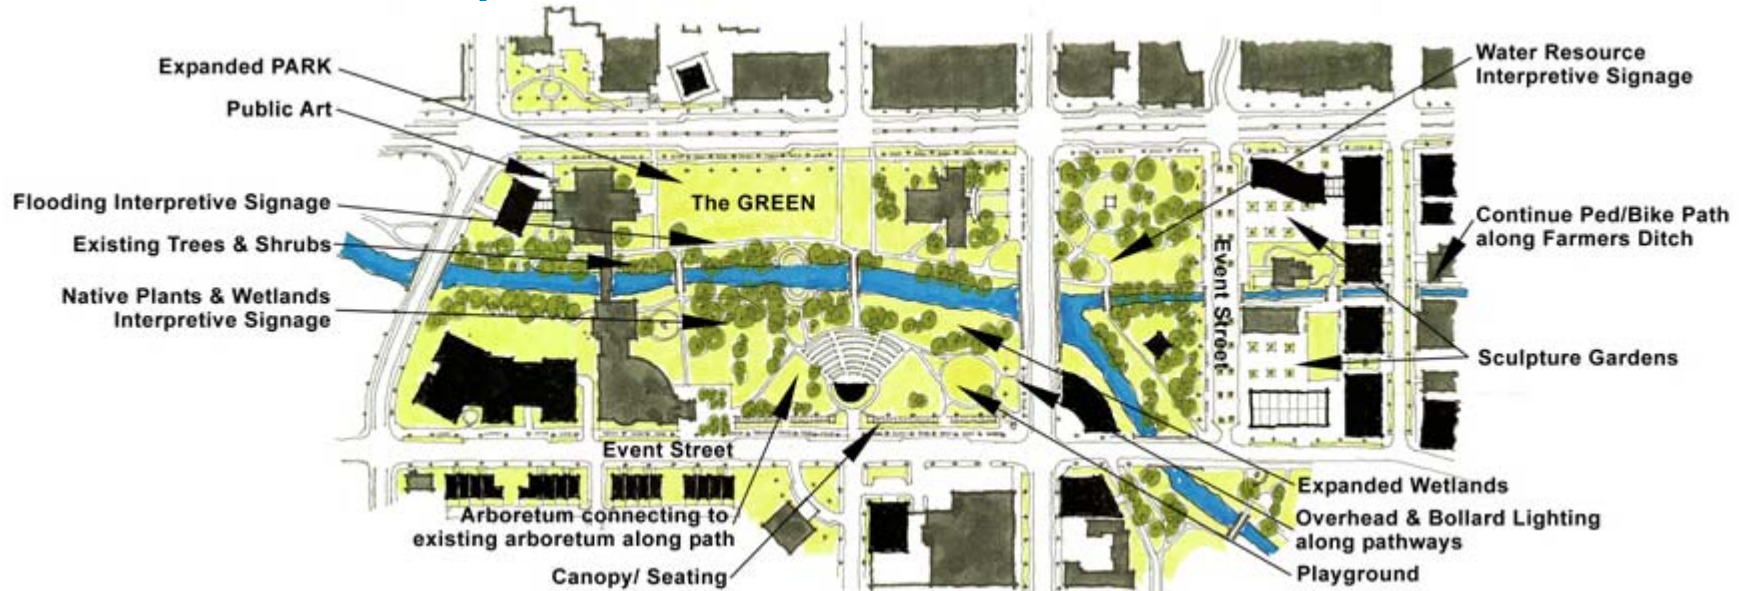 Expanded PARK
Public Art
Flooding Interpretive Signage
Existing Trees & Shrubs
Native Plants & Wetlands
Interpretive Signage
The GREEN
Event Street
Arboretum connecting to
existing arboretum along path
Canopy/ Seating
Water Resource
Interpretive Signage
Event Street
Continue Ped/Bike Path
along Farmers Ditch
Sculpture Gardens
Expanded Wetlands
Overhead & Bollard Lighting
along pathways
Playground